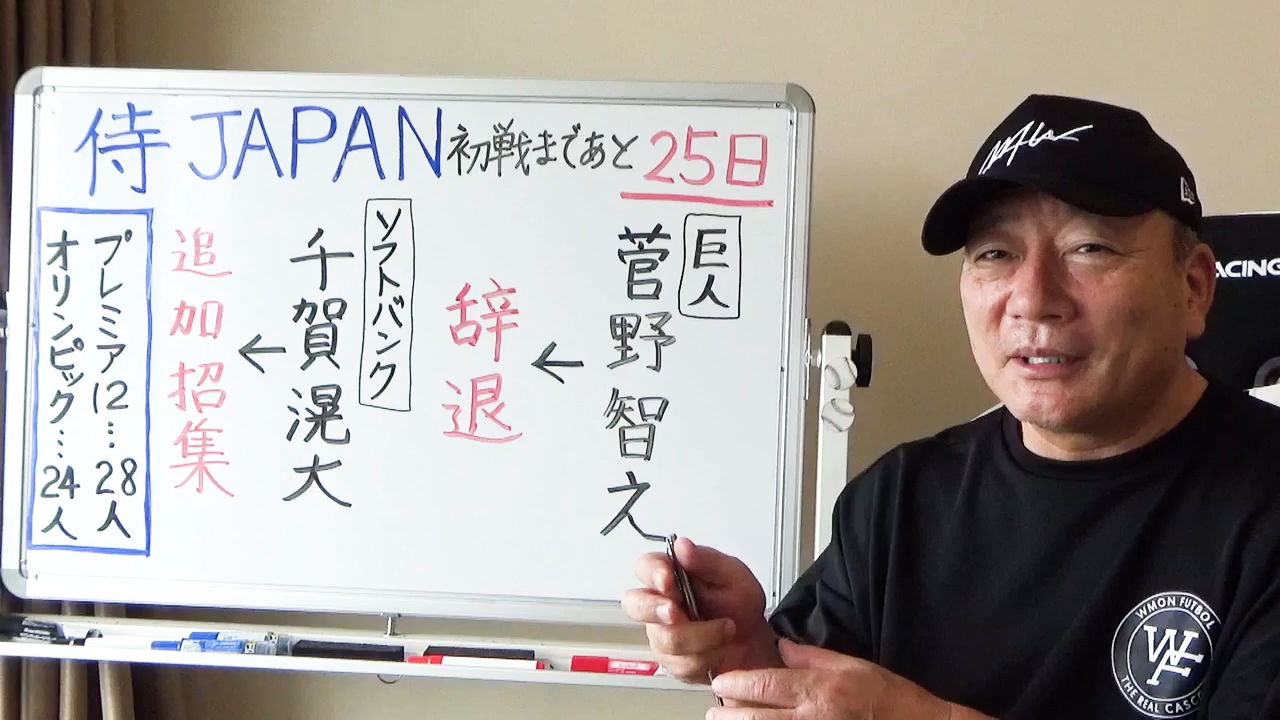 侍 JAPAN 初戦まであと 25日
巨人
菅野智之
辞退
ソフトバンク
千賀滉大
追加招集
プレミア12…28人
オリンピック…24人
RACING
WMON FUTBOL
WF
THE REAL CASC